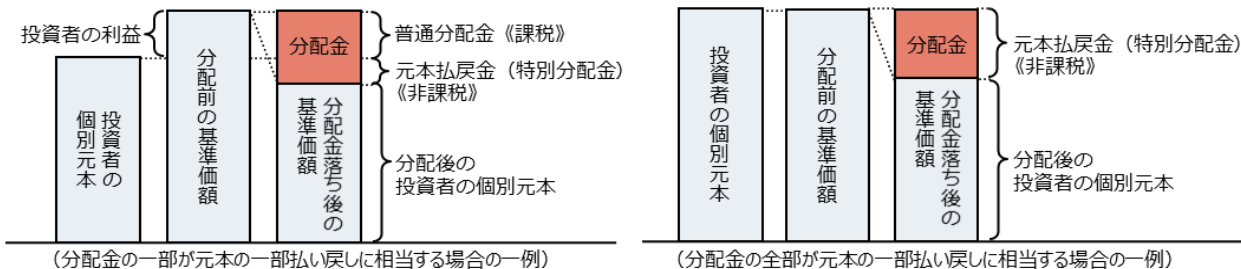 投資者の利益
投資者の
個別元本
分配前の基準価額
分配金
分配金落ち後の
基準価額
普通分配金《課税》
元本払戻金(特別分配金)
《非課税》
分配後の
投資者の個別元本
(分配金の一部が元本の一部払い戻しに相当する場合の一例)
投資者の個別元本
分配前の基準価額
分配金
分配金落ち後の
基準価額
元本払戻金(特別分配金)
《非課税》
分配後の
投資者の個別元本
(分配金の全部が元本の一部払い戻しに相当する場合の一例)